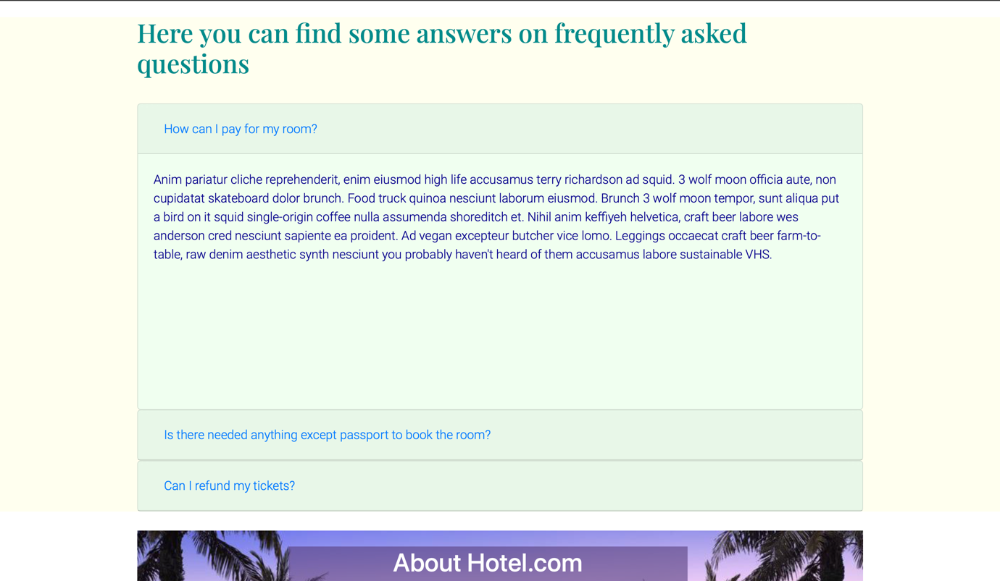 Here you can find some answers on frequently asked
questions
How can I pay for my room?
Anim pariatur cliche reprehenderit, enim eiusmod high life accusamus terry richardson ad squid. 3 wolf moon officia aute, non
cupidatat skateboard dolor brunch. Food truck quinoa nesciunt laborum eiusmod. Brunch 3 wolf moon tempor, sunt aliqua put
a bird on it squid single-origin coffee nulla assumenda shoreditch et. Nihil anim keffiyeh helvetica, craft beer labore wes
anderson cred nesciunt sapiente ea proident. Ad vegan excepteur butcher vice lomo. Leggings occaecat craft beer farm-to-
table, raw denim aesthetic synth nesciunt you probably haven't heard of them accusamus labore sustainable VHS.
Is there needed anything except passport to book the room?
Can I refund my tickets?
About Hotel.com